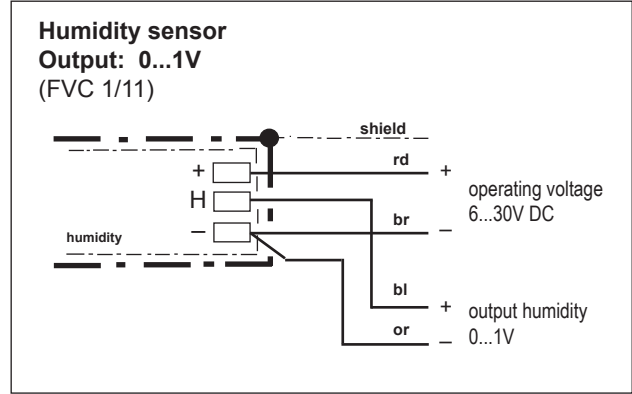 Humidity sensor
Output: 0...1V
(FVC 1/11)
shield
rd
+
+
operating voltage
6...30V DC
H
br
–
–
humidity
bl
+
output humidity
or
–
0...1V